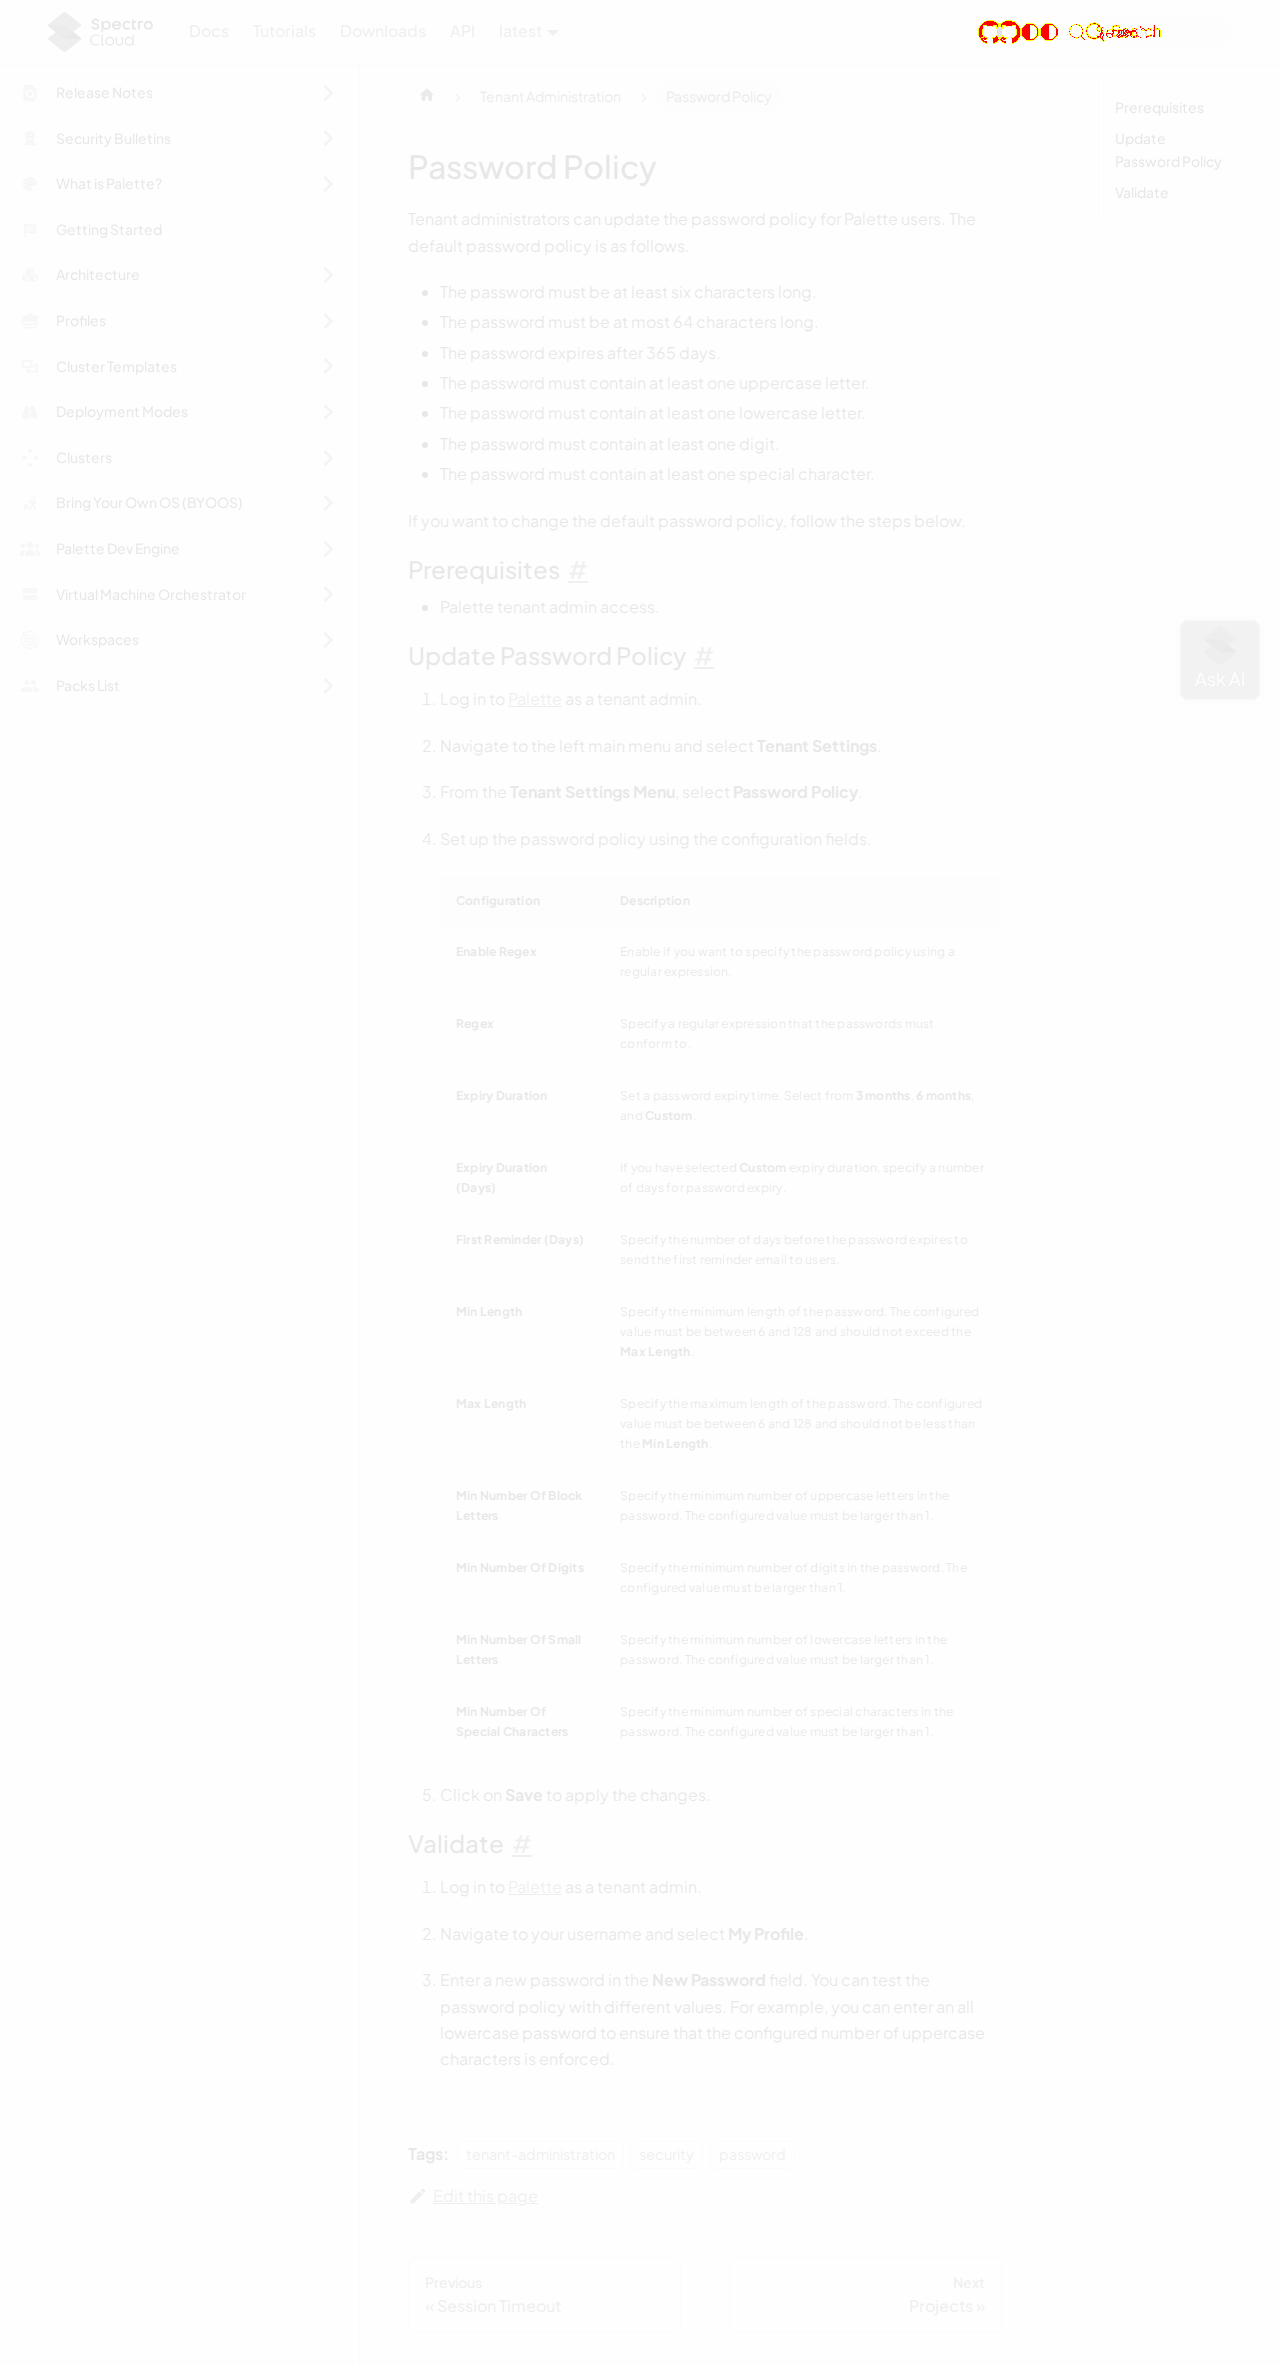 Spectro
Cloud
Docs
Tutorials
Downloads
API
latest
Release Notes
Security Bulletins
What is Palette?
Getting Started
Architecture
Profiles
Cluster Templates
Deployment Modes
Clusters
Bring Your Own OS (BYOOS)
Palette Dev Engine
Virtual Machine Orchestrator
Workspaces
Packs List
Tenant Administration
Password Policy
Password Policy
Tenant administrators can update the password policy for Palette users. The
default password policy is as follows.
• The password must be at least six characters long.
• The password must be at most 64 characters long.
• The password expires after 365 days.
• The password must contain at least one uppercase letter.
• The password must contain at least one lowercase letter.
• The password must contain at least one digit.
• The password must contain at least one special character.
If you want to change the default password policy, follow the steps below.
Prerequisites #
• Palette tenant admin access.
Update Password Policy #
1. Log in to Palette as a tenant admin.
2. Navigate to the left main menu and select Tenant Settings.
3. From the Tenant Settings Menu, select Password Policy.
4. Set up the password policy using the configuration fields.
Configuration Description
Enable Regex Enable if you want to specify the password policy using a
regular expression.
Regex Specify a regular expression that the passwords must
conform to.
Expiry Duration Set a password expiry time. Select from 3 months, 6 months,
and Custom.
Expiry Duration If you have selected Custom expiry duration, specify a number
(Days) of days for password expiry.
First Reminder (Days) Specify the number of days before the password expires to
send the first reminder email to users.
Min Length Specify the minimum length of the password. The configured
value must be between 6 and 128 and should not exceed the
Max Length.
Max Length Specify the maximum length of the password. The configured
value must be between 6 and 128 and should not be less than
the Min Length.
Min Number Of Block Specify the minimum number of uppercase letters in the
Letters password. The configured value must be larger than 1.
Min Number Of Digits Specify the minimum number of digits in the password. The
configured value must be larger than 1.
Min Number Of Small Specify the minimum number of lowercase letters in the
Letters password. The configured value must be larger than 1.
Min Number Of Specify the minimum number of special characters in the
Special Characters password. The configured value must be larger than 1.
5. Click on Save to apply the changes.
Validate #
1. Log in to Palette as a tenant admin.
2. Navigate to your username and select My Profile.
3. Enter a new password in the New Password field. You can test the
password policy with different values. For example, you can enter an all
lowercase password to ensure that the configured number of uppercase
characters is enforced.
Tags: tenant-administration security password
Edit this page
Previous
« Session Timeout
Next
Projects »
Prerequisites
Update
Password Policy
Validate
Ask AI